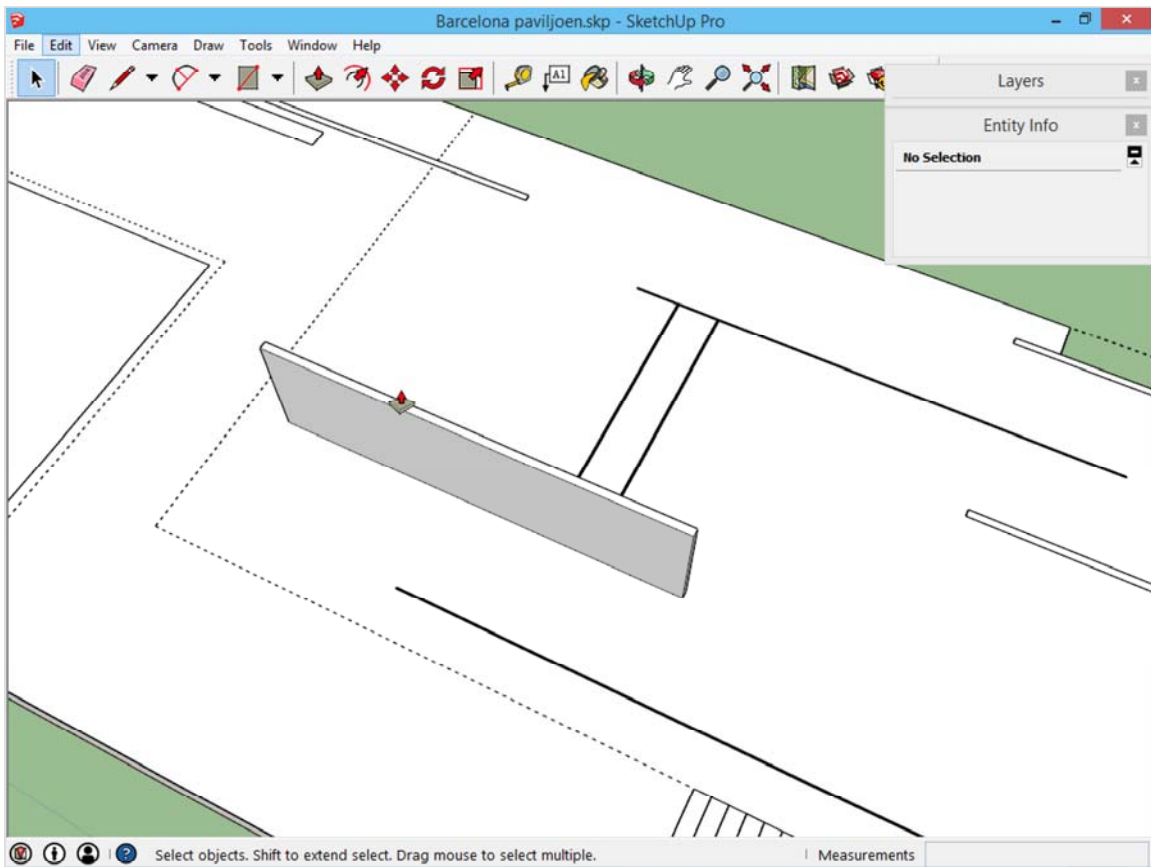 Barcelona paviljoen.skp - SketchUp Pro
File Edit View Camera Draw Tools Window Help
A1
Layers
Entity Info
No Selection
Select objects. Shift to extend select. Drag mouse to select multiple.
Measurements